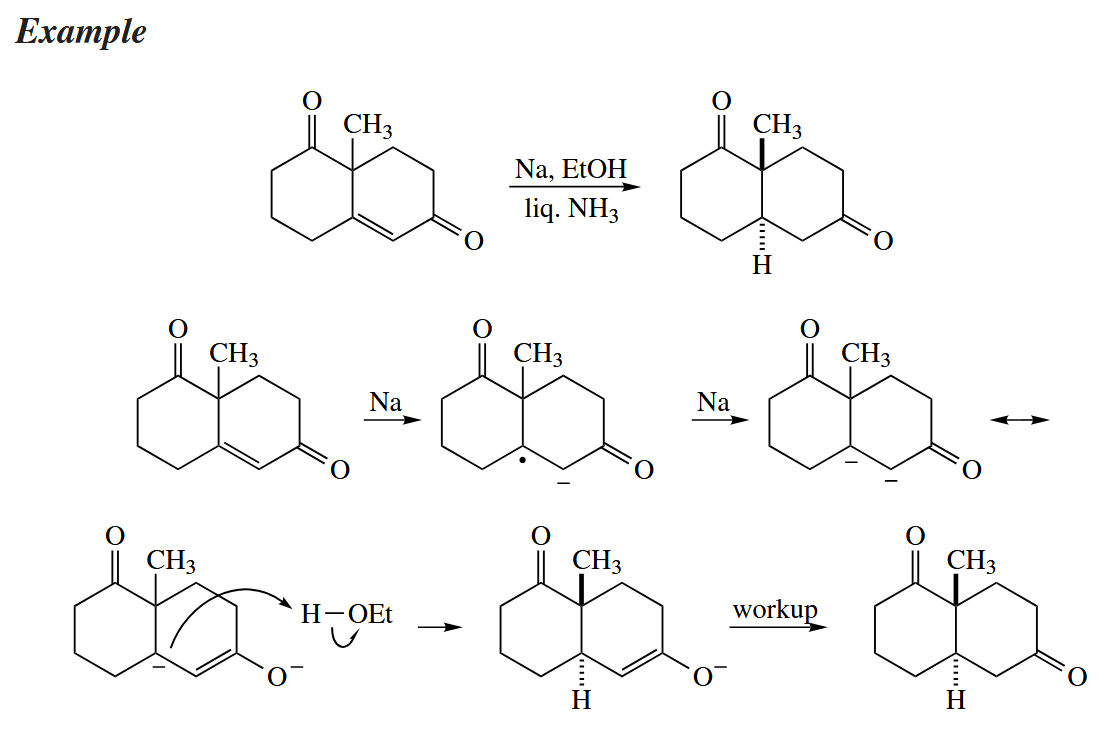 Example
O
CH₃
O
Na, EtOH
liq. NH₃
O
CH₃
O
H
O
CH₃
O
Na
O
CH₃
•
–
O
Na
O
CH₃
–
–
O
O
CH₃
–
O⁻
H–OEt
O
CH₃
O⁻
H
workup
O
CH₃
O
H